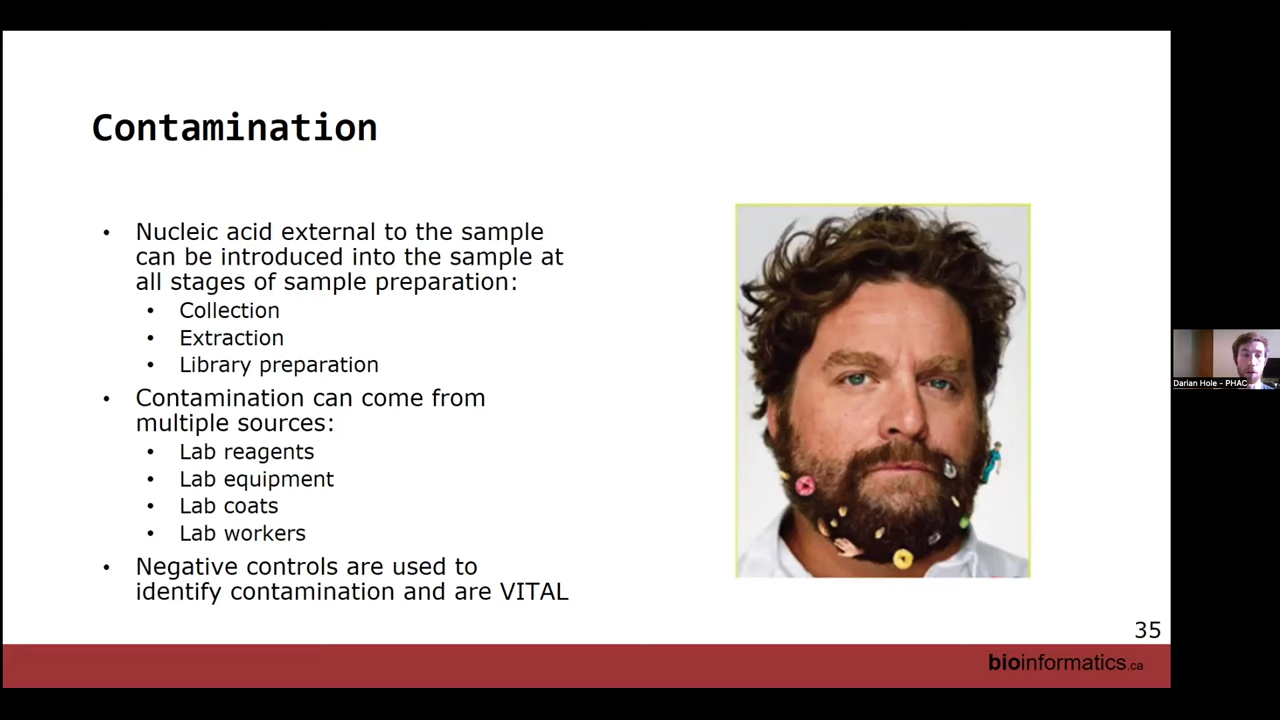 Contamination
• Nucleic acid external to the sample
can be introduced into the sample at
all stages of sample preparation:
• Collection
• Extraction
• Library preparation
• Contamination can come from
multiple sources:
• Lab reagents
• Lab equipment
• Lab coats
• Lab workers
• Negative controls are used to
identify contamination and are VITAL
Darian Hole - PHAC
35
bioinformatics.ca